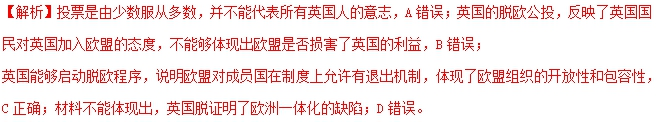 【解析】投票是由少数服从多数，并不能代表所有英国人的意志，A错误；英国的脱欧公投，反映了英国国
民对英国加入欧盟的态度，不能够体现出欧盟是否损害了英国的利益，B错误；
英国能够启动脱欧程序，说明欧盟对成员国在制度上允许有退出机制，体现了欧盟组织的开放性和包容性，
C正确；材料不能体现出，英国脱证明了欧洲一体化的缺陷；D错误。